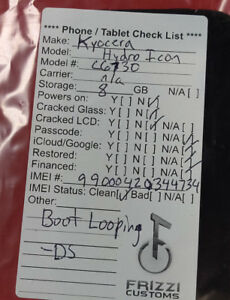 **** Phone / Tablet Check List ****
Make: Kyocera
Model: Hydro Icon
Model #: C6730
Carrier: n/a
Storage: 8 GB N/A[ ]
Powers on: Y[ ] N[✓]
Cracked Glass: Y[ ] N[✓]
Cracked LCD: Y[ ] N[✓] N/A[ ]
Passcode: Y[ ] N[ ] N/A[✓]
iCloud/Google: Y[ ] N[ ] N/A[✓]
Restored: Y[ ] N[ ] N/A[✓]
Financed: Y[ ] N[ ] N/A[✓]
IMEI #: 99000420344734
IMEI Status: Clean[✓] Bad[ ] N/A[ ]
Other:
Boot Looping
-DS
FRIZZI
CUSTOMS